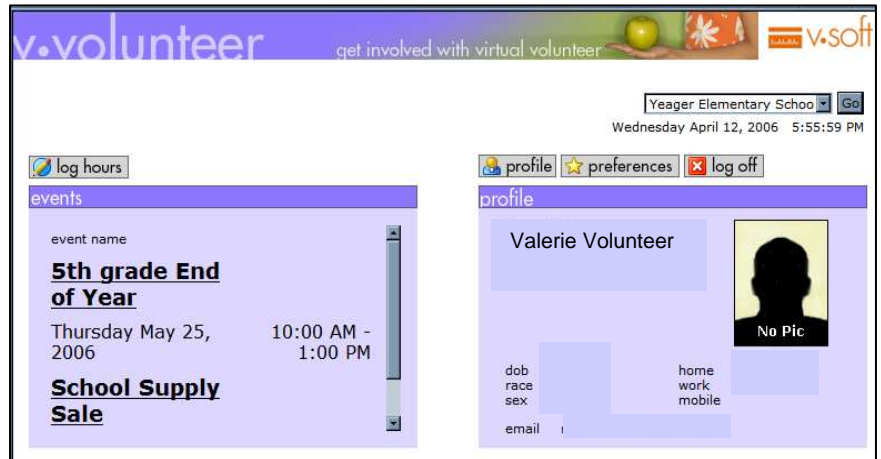 v.volunteer
get involved with virtual volunteer
v.soft
Yeager Elementary Schoo
Go
Wednesday April 12, 2006 5:55:59 PM
log hours
profile
preferences
log off
events
profile
event name
5th grade End
of Year
Thursday May 25, 10:00 AM -
2006 1:00 PM
School Supply
Sale
Valerie Volunteer
No Pic
dob home
race work
sex mobile
email